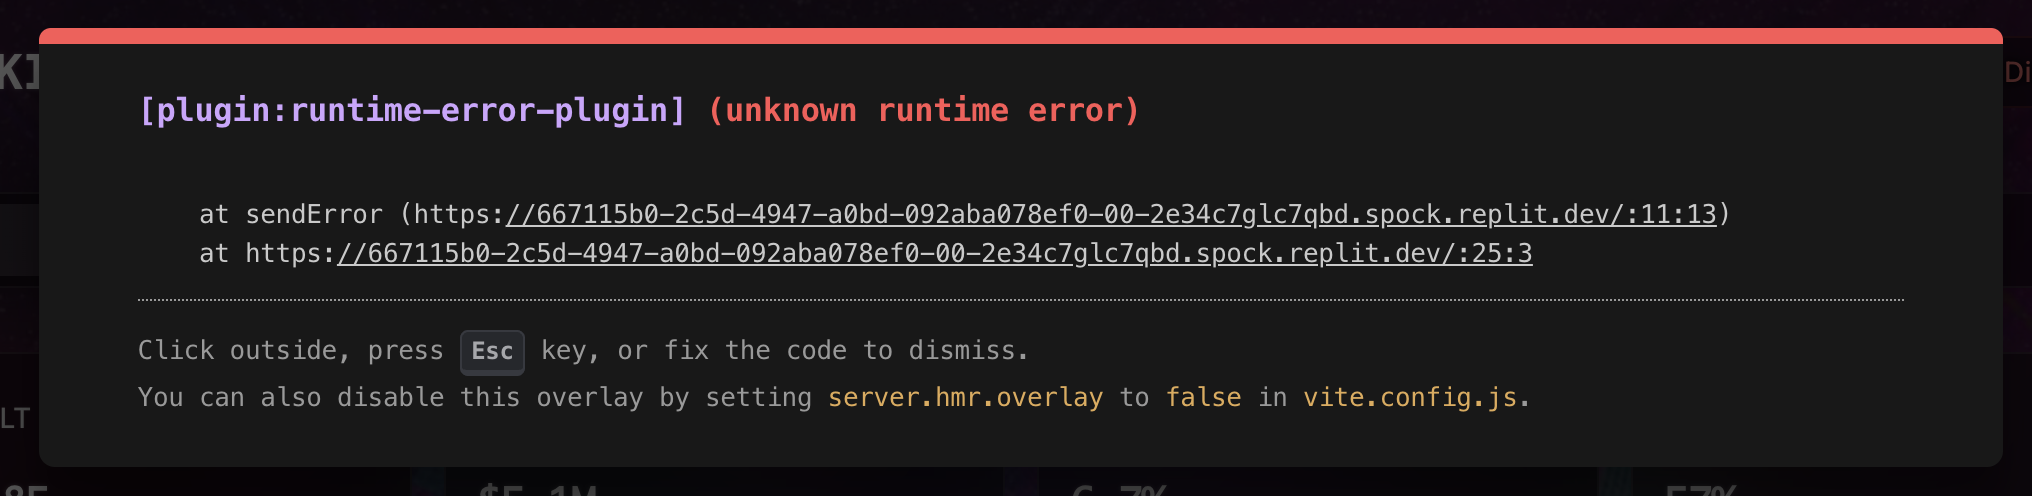 [plugin:runtime-error-plugin] (unknown runtime error)
at sendError (https://667115b0-2c5d-4947-a0bd-092aba078ef0-00-2e34c7glc7qbd.spock.replit.dev/:11:13)
at https://667115b0-2c5d-4947-a0bd-092aba078ef0-00-2e34c7glc7qbd.spock.replit.dev/:25:3
Click outside, press Esc key, or fix the code to dismiss.
You can also disable this overlay by setting server.hmr.overlay to false in vite.config.js.
LT